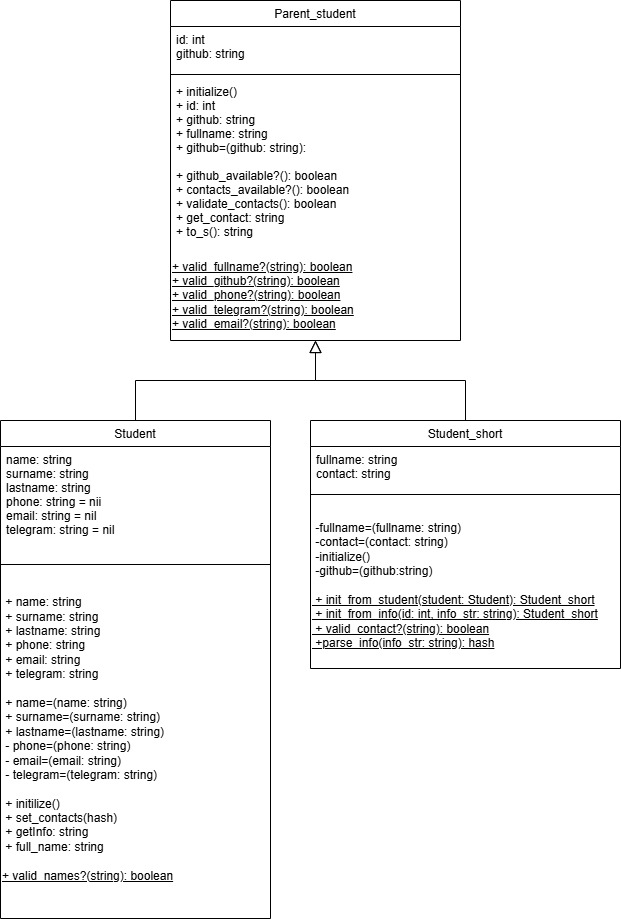 Parent_student
id: int
github: string
+ initialize()
+ id: int
+ github: string
+ fullname: string
+ github=(github: string):
+ github_available?(): boolean
+ contacts_available?(): boolean
+ validate_contacts(): boolean
+ get_contact: string
+ to_s(): string
+ valid_fullname?(string): boolean
+ valid_github?(string): boolean
+ valid_phone?(string): boolean
+ valid_telegram?(string): boolean
+ valid_email?(string): boolean
Student
name: string
surname: string
lastname: string
phone: string = nii
email: string = nil
telegram: string = nil
+ name: string
+ surname: string
+ lastname: string
+ phone: string
+ email: string
+ telegram: string
+ name=(name: string)
+ surname=(surname: string)
+ lastname=(lastname: string)
- phone=(phone: string)
- email=(email: string)
- telegram=(telegram: string)
+ initilize()
+ set_contacts(hash)
+ getInfo: string
+ full_name: string
+ valid_names?(string): boolean
Student_short
fullname: string
contact: string
-fullname=(fullname: string)
-contact=(contact: string)
-initialize()
-github=(github:string)
+ init_from_student(student: Student): Student_short
+ init_from_info(id: int, info_str: string): Student_short
+ valid_contact?(string): boolean
+parse_info(info_str: string): hash